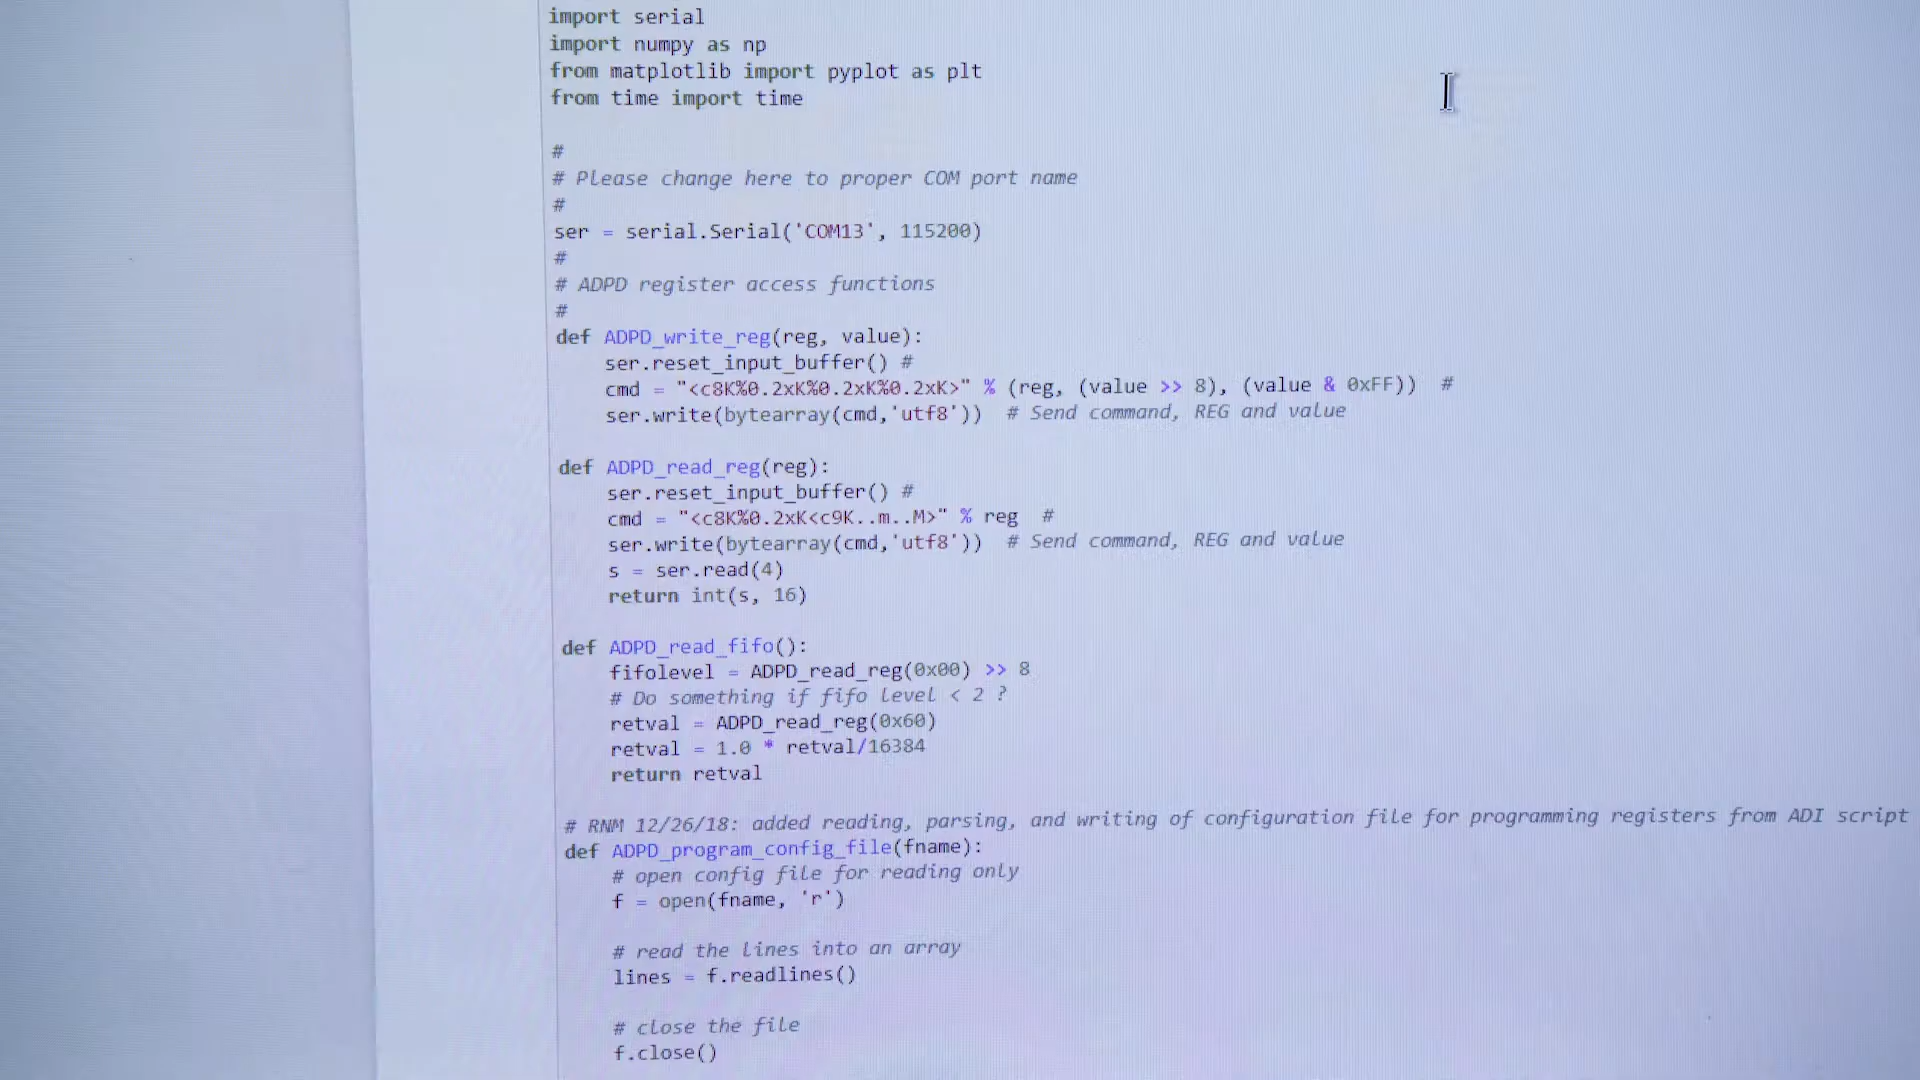 import serial
import numpy as np
from matplotlib import pyplot as plt
from time import time
#
# Please change here to proper COM port name
#
ser = serial.Serial('COM13', 115200)
#
# ADPD register access functions
#
def ADPD_write_reg(reg, value):
ser.reset_input_buffer() #
cmd = "<c8K%0.2xK%0.2xK%0.2xK>" % (reg, (value >> 8), (value & 0xFF)) #
ser.write(bytearray(cmd,'utf8')) # Send command, REG and value
def ADPD_read_reg(reg):
ser.reset_input_buffer() #
cmd = "<c8K%0.2xK<c9K..m..M>" % reg #
ser.write(bytearray(cmd,'utf8')) # Send command, REG and value
s = ser.read(4)
return int(s, 16)
def ADPD_read_fifo():
fifolevel = ADPD_read_reg(0x00) >> 8
# Do something if fifo level < 2 ?
retval = ADPD_read_reg(0x60)
retval = 1.0 * retval/16384
return retval
# RNM 12/26/18: added reading, parsing, and writing of configuration file for programming registers from ADI script
def ADPD_program_config_file(fname):
# open config file for reading only
f = open(fname, 'r')
# read the lines into an array
lines = f.readlines()
# close the file
f.close()